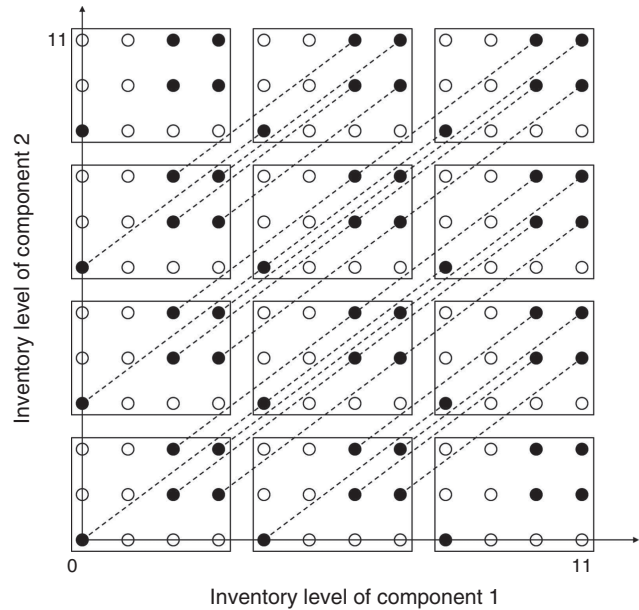 11
Inventory level of component 2
0
11
Inventory level of component 1